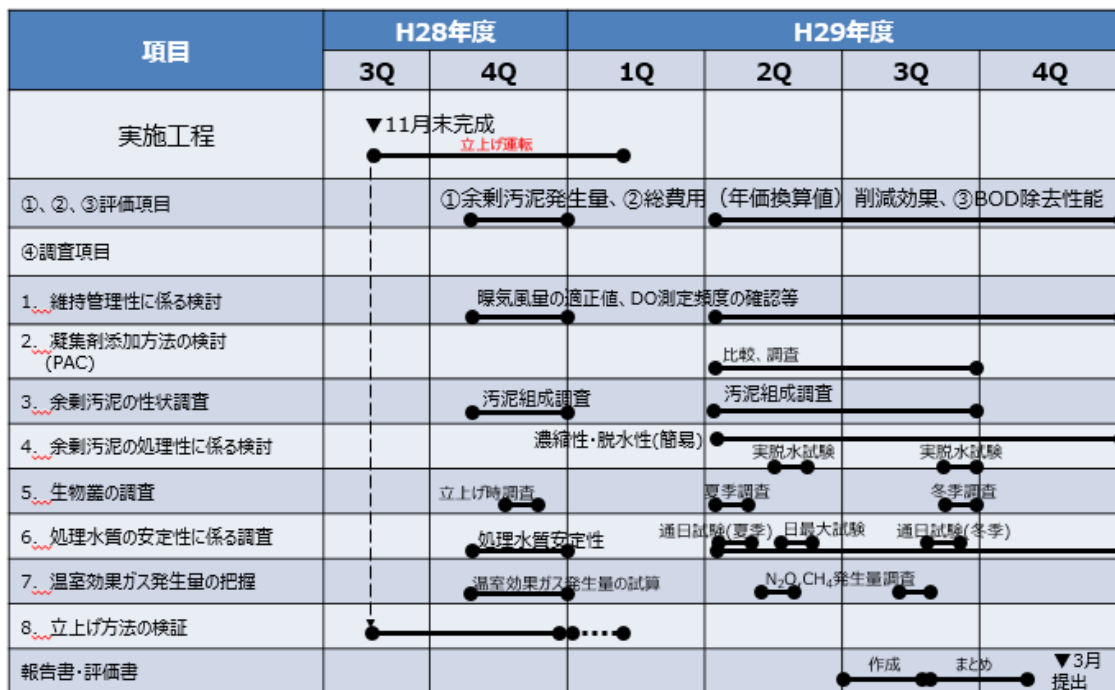 項目
H28年度
H29年度
3Q
4Q
1Q
2Q
3Q
4Q
実施工程
▼11月末完成
立上げ運転
①、②、③評価項目
①余剰汚泥発生量、②総費用（年価換算値）削減効果、③BOD除去性能
④調査項目
1. 維持管理性に係る検討
曝気風量の適正値、DO測定頻度の確認等
2. 凝集剤添加方法の検討
(PAC)
比較、調査
3. 余剰汚泥の性状調査
汚泥組成調査
汚泥組成調査
4. 余剰汚泥の処理性に係る検討
濃縮性・脱水性(簡易)
実脱水試験
実脱水試験
5. 生物叢の調査
立上げ時調査
夏季調査
冬季調査
6. 処理水質の安定性に係る調査
処理水質安定性
通日試験(夏季)
日最大試験
通日試験(冬季)
7. 温室効果ガス発生量の把握
温室効果ガス発生量の試算
N₂O,CH₄発生量調査
8. 立上げ方法の検証
報告書・評価書
作成
まとめ
▼3月
提出